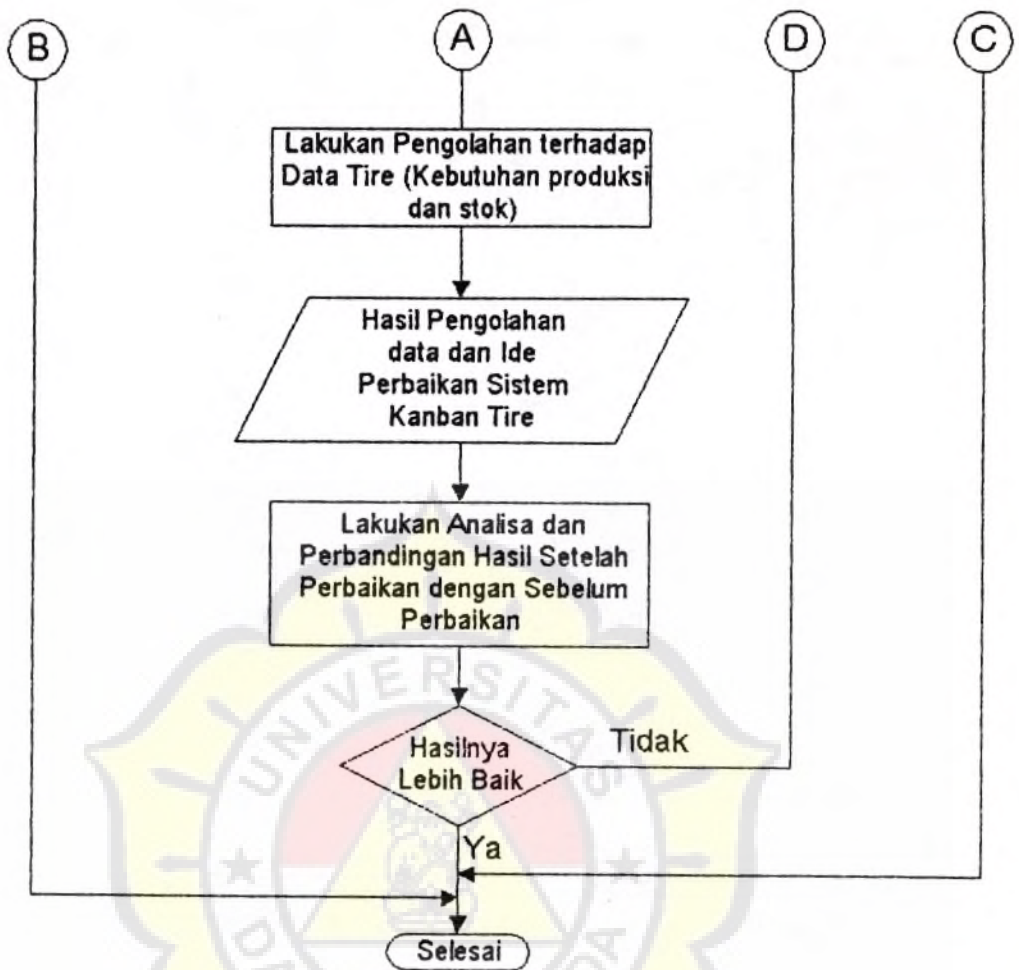 B
A
D
C
Lakukan Pengolahan terhadap
Data Tire (Kebutuhan produksi
dan stok)
Hasil Pengolahan
data dan Ide
Perbaikan Sistem
Kanban Tire
Lakukan Analisa dan
Perbandingan Hasil Setelah
Perbaikan dengan Sebelum
Perbaikan
Hasilnya
Lebih Baik
Tidak
Ya
Selesai
UNIVERSITAS